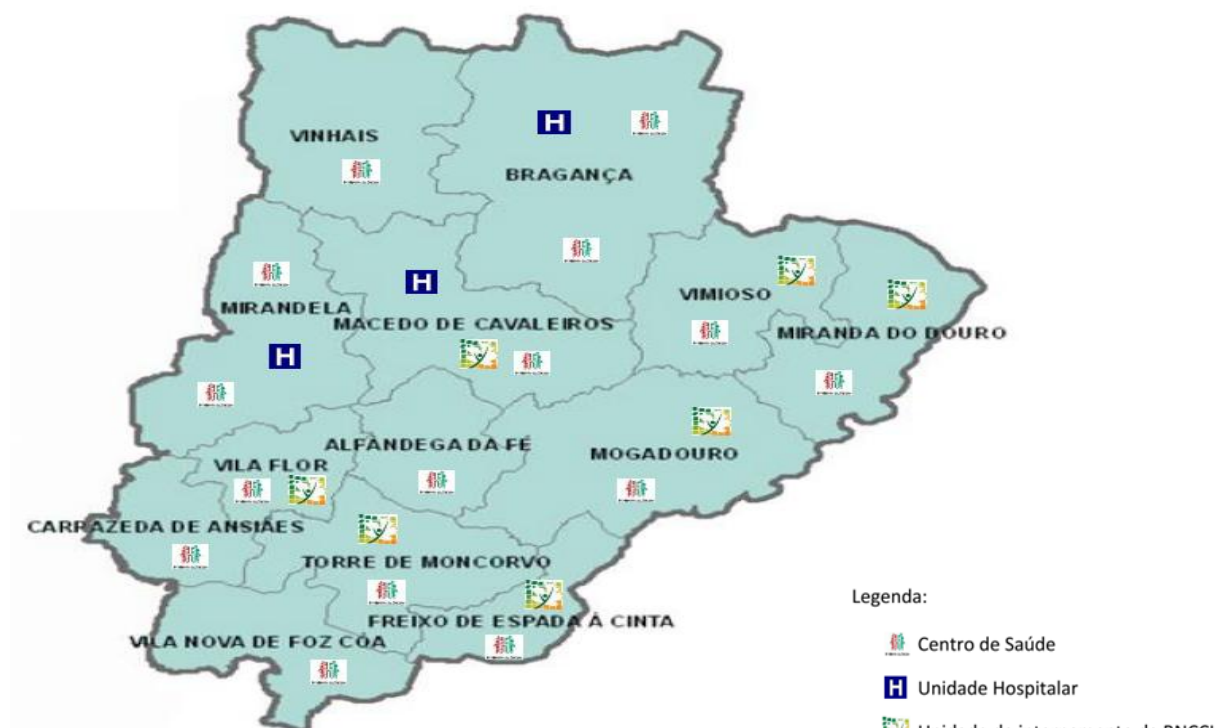 VINHAIS
H
BRAGANÇA
H
VIMIOSO
MIRANDELA
MACEDO DE CAVALEIROS
MIRANDA DO DOURO
H
ALFÂNDEGA DA FÉ
MOGADOURO
VILA FLOR
CARRAZEDA DE ANSIÃES
TORRE DE MONCORVO
FREIXO DE ESPADA À CINTA
VILA NOVA DE FOZ CÔA
Legenda:
Centro de Saúde
H Unidade Hospitalar